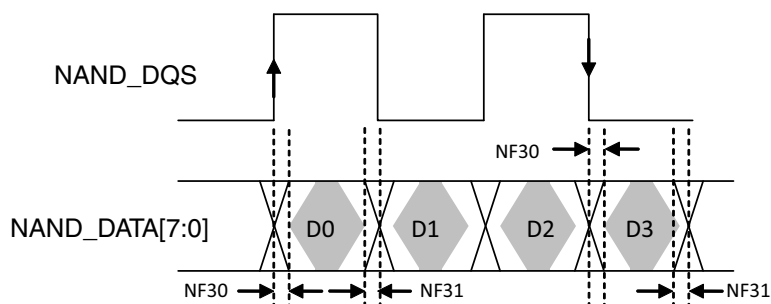 NAND_DQS
NF30
NAND_DATA[7:0] D0 D1 D2 D3
NF30 NF31 NF31